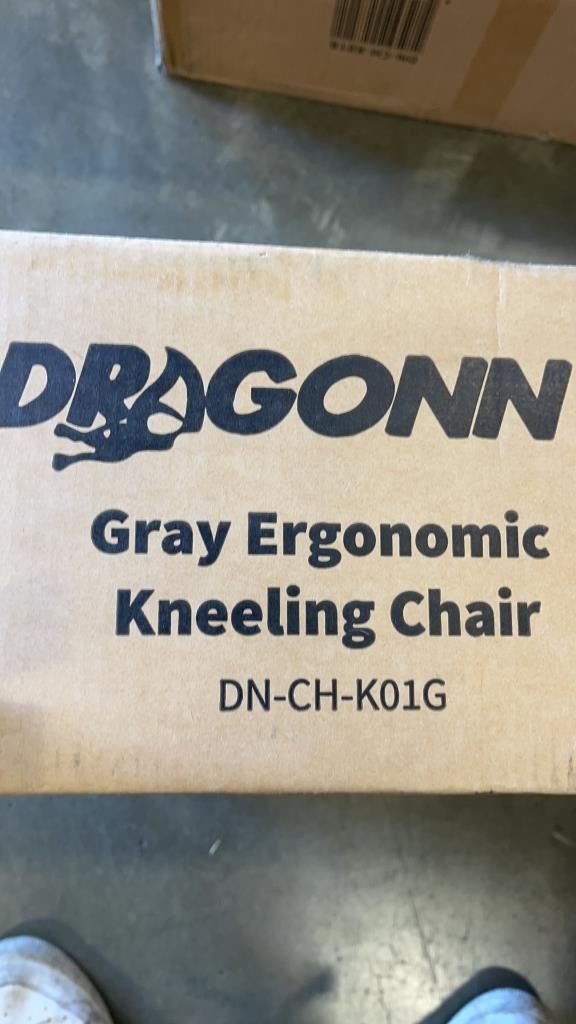 DRAGONN
Gray Ergonomic
Kneeling Chair
DN-CH-K01G